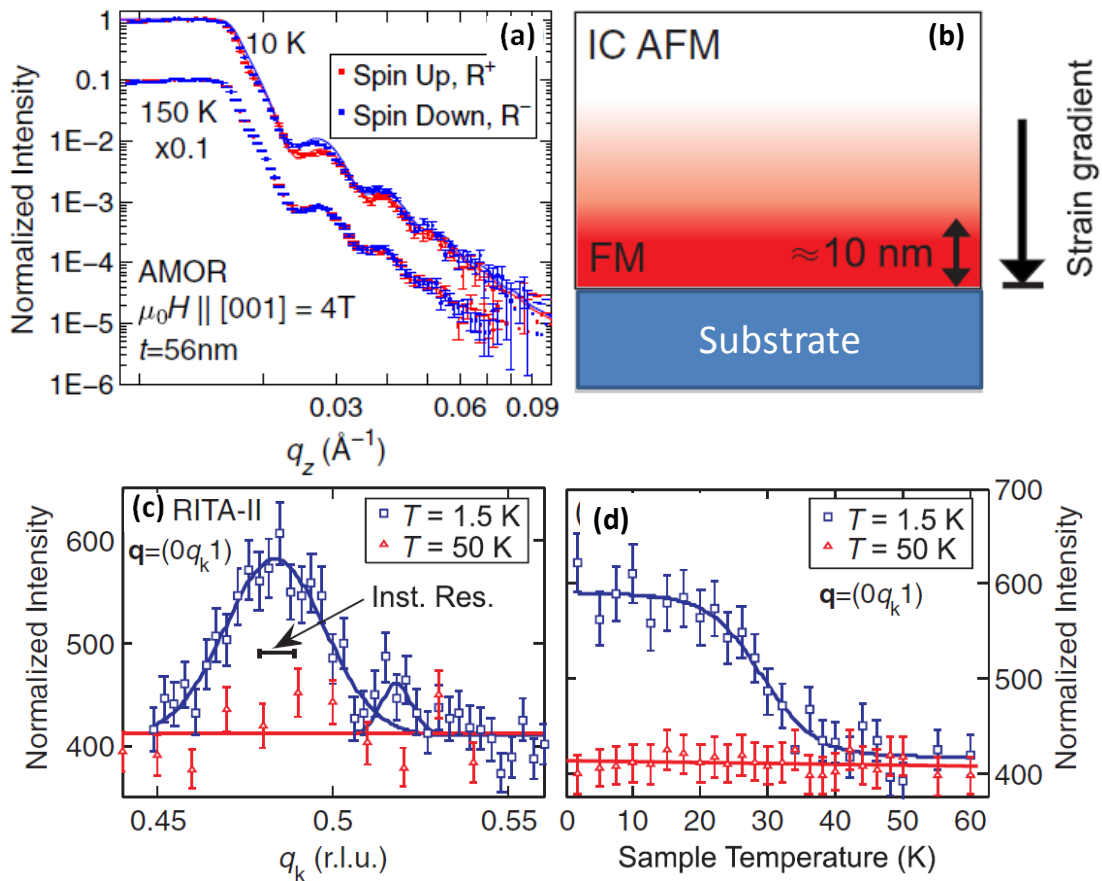 (a)
1
0.1
1E−2
1E−3
1E−4
1E−5
1E−6
Normalized Intensity
10 K
150 K
x0.1
Spin Up, R+
Spin Down, R−
AMOR
μ0H || [001] = 4T
t=56nm
0.03 0.06 0.09
qz (Å−1)
(b)
IC AFM
FM
≈10 nm
Substrate
Strain gradient
(c) RITA-II
q=(0qk1)
T = 1.5 K
T = 50 K
Inst. Res.
600
500
400
Normalized Intensity
0.45 0.5 0.55
qk (r.l.u.)
(d)
T = 1.5 K
T = 50 K
q=(0qk1)
700
600
500
400
Normalized Intensity
0 10 20 30 40 50 60
Sample Temperature (K)